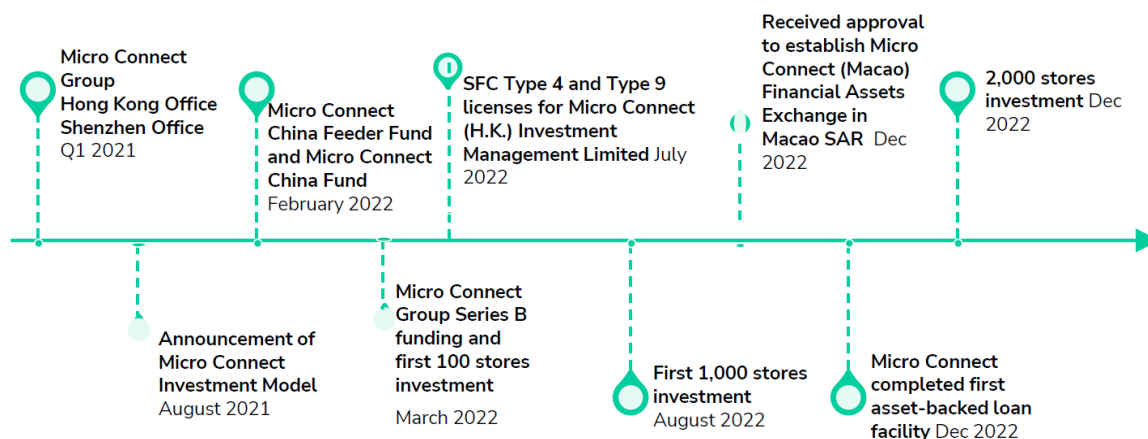 Micro Connect
Group
Hong Kong Office
Shenzhen Office
Q1 2021
Announcement of
Micro Connect
Investment Model
August 2021
Micro Connect
China Feeder Fund
and Micro Connect
China Fund
February 2022
Micro Connect
Group Series B
funding and
first 100 stores
investment
March 2022
SFC Type 4 and Type 9
licenses for Micro Connect
(H.K.) Investment
Management Limited July
2022
First 1,000 stores
investment
August 2022
Received approval
to establish Micro
Connect (Macao)
Financial Assets
Exchange in
Macao SAR Dec
2022
Micro Connect
completed first
asset-backed loan
facility Dec 2022
2,000 stores
investment Dec
2022